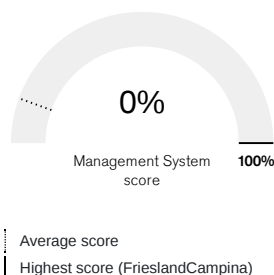 0%
Management System
score
100%
Average score
Highest score (FrieslandCampina)